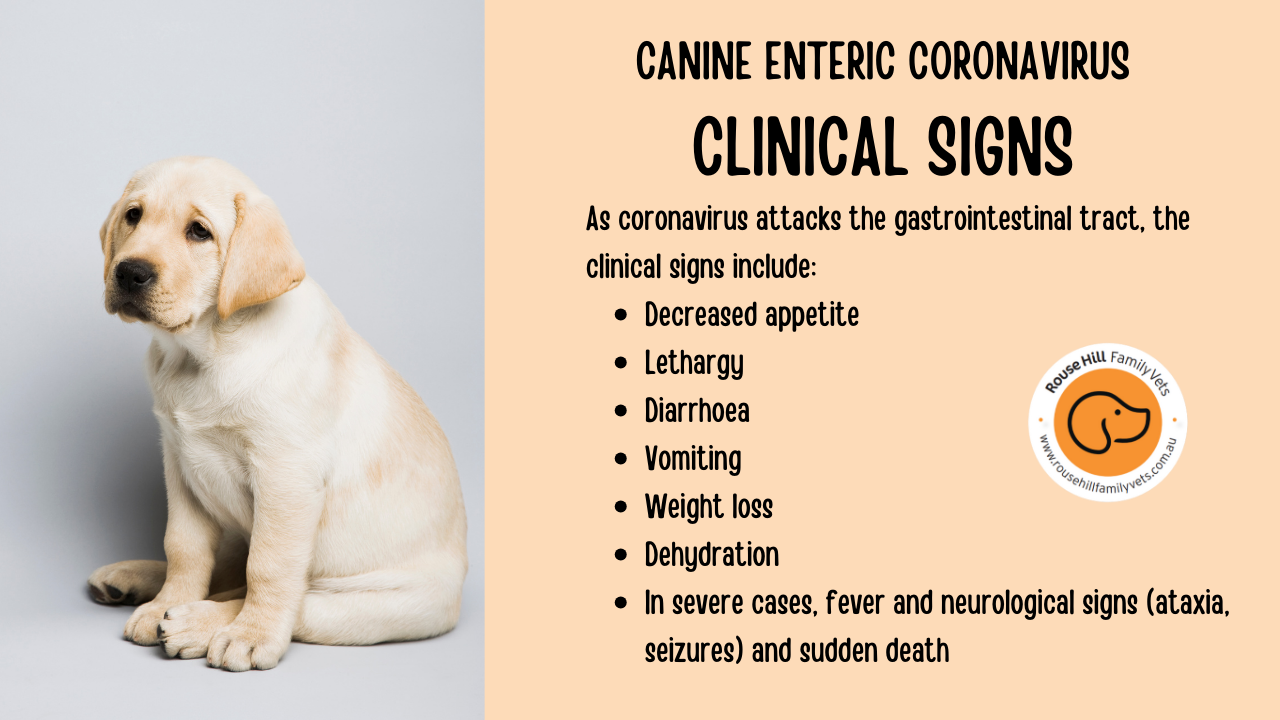 CANINE ENTERIC CORONAVIRUS
CLINICAL SIGNS
As coronavirus attacks the gastrointestinal tract, the
clinical signs include:
• Decreased appetite
• Lethargy
• Diarrhoea
• Vomiting
• Weight loss
• Dehydration
• In severe cases, fever and neurological signs (ataxia,
seizures) and sudden death
Rouse Hill Family Vets
www.rousehillfamilyvets.com.au